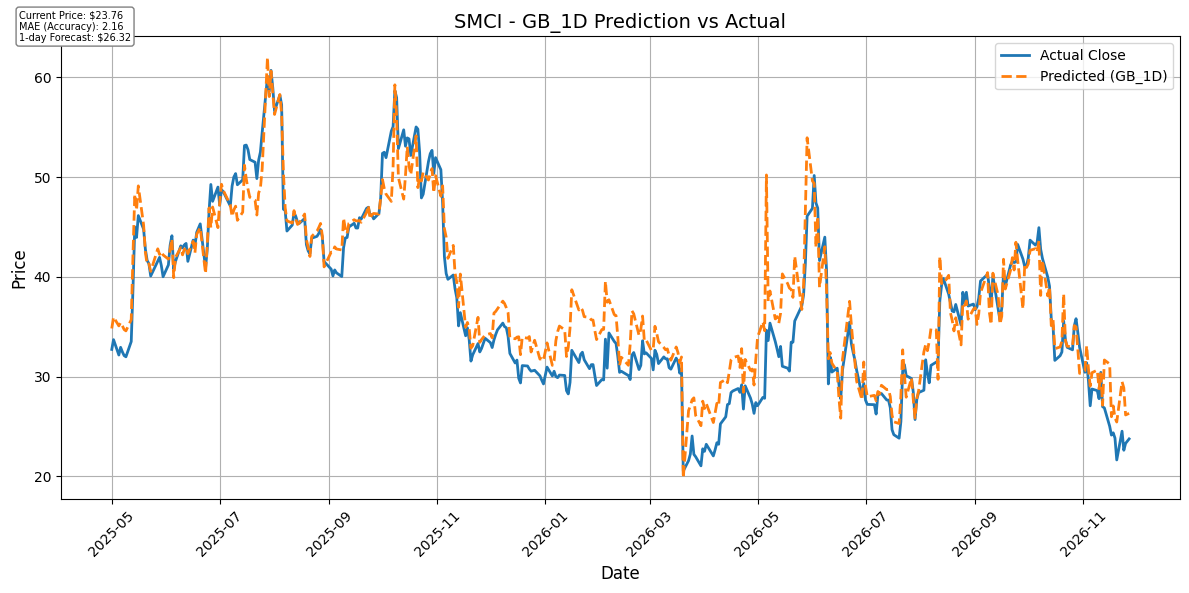 SMCI - GB_1D Prediction vs Actual
Current Price: $23.76
MAE (Accuracy): 2.16
1-day Forecast: $26.32
Actual Close
Predicted (GB_1D)
Price
60
50
40
30
20
2025-05
2025-07
2025-09
2025-11
2026-01
2026-03
2026-05
2026-07
2026-09
2026-11
Date